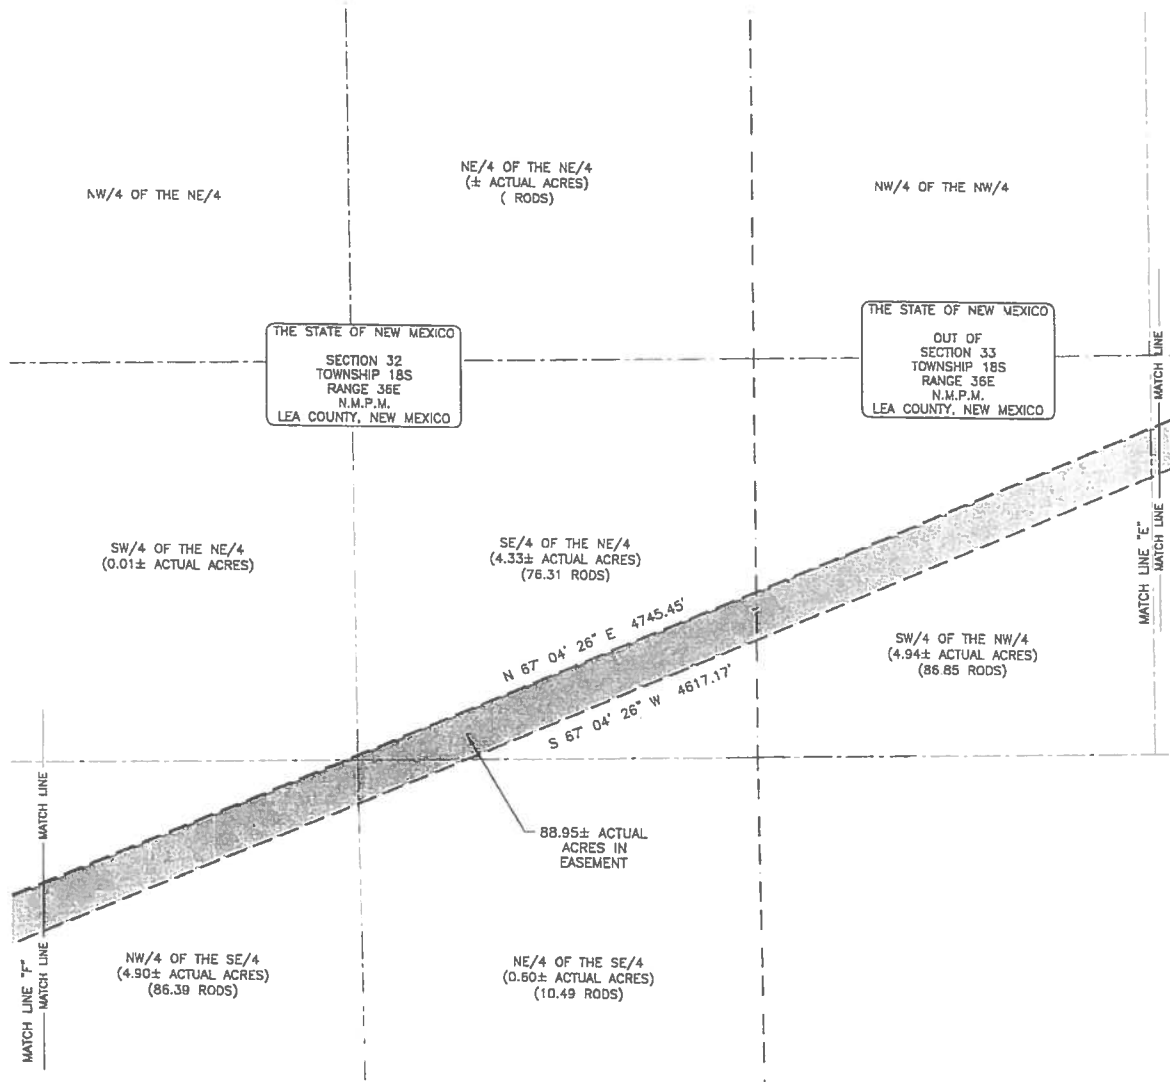 NW/4 OF THE NE/4
NE/4 OF THE NE/4
(± ACTUAL ACRES)
( RODS)
NW/4 OF THE NW/4
THE STATE OF NEW MEXICO
SECTION 32
TOWNSHIP 18S
RANGE 36E
N.M.P.M.
LEA COUNTY, NEW MEXICO
THE STATE OF NEW MEXICO
OUT OF
SECTION 33
TOWNSHIP 18S
RANGE 36E
N.M.P.M.
LEA COUNTY, NEW MEXICO
MATCH LINE
MATCH LINE
MATCH LINE "E"
SW/4 OF THE NE/4
(0.01± ACTUAL ACRES)
SE/4 OF THE NE/4
(4.33± ACTUAL ACRES)
(76.31 RODS)
N 67° 04' 26" E 4745.45'
S 67° 04' 26" W 4617.17'
SW/4 OF THE NW/4
(4.94± ACTUAL ACRES)
(86.85 RODS)
88.95± ACTUAL
ACRES IN
EASEMENT
MATCH LINE
MATCH LINE
MATCH LINE "F"
NW/4 OF THE SE/4
(4.90± ACTUAL ACRES)
(86.39 RODS)
NE/4 OF THE SE/4
(0.60± ACTUAL ACRES)
(10.49 RODS)